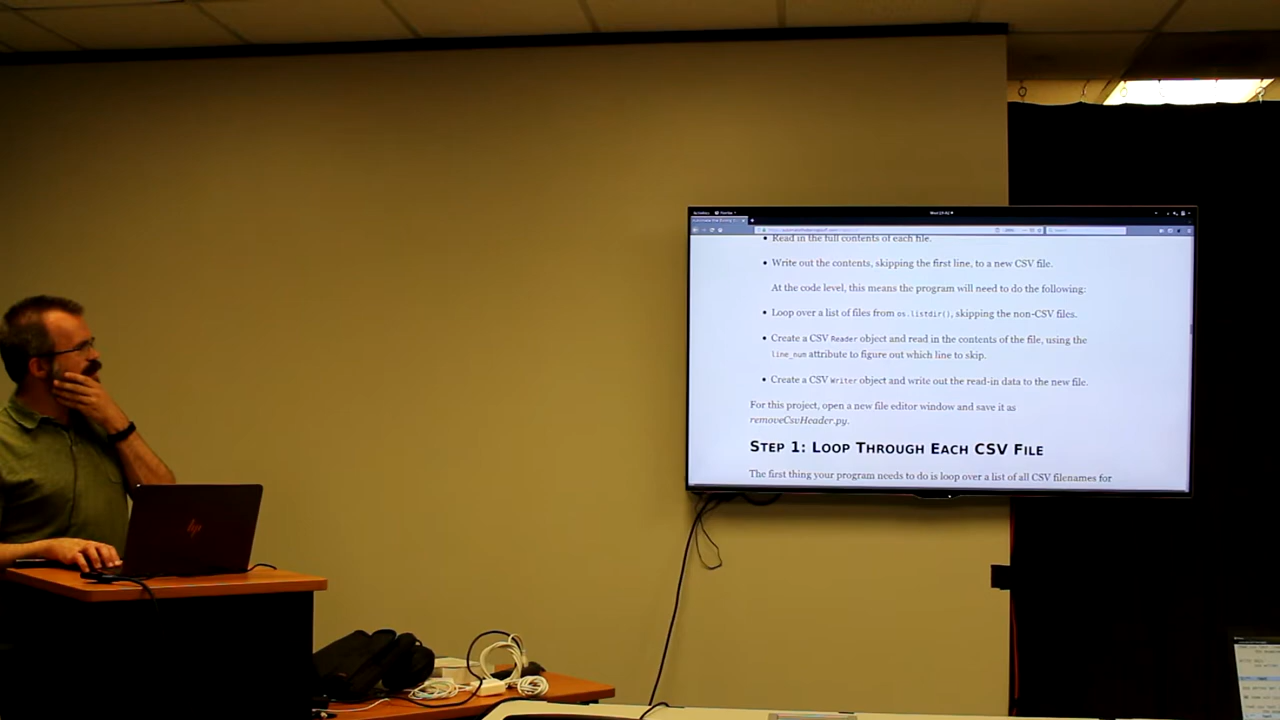 • Read in the full contents of each file.
• Write out the contents, skipping the first line, to a new CSV file.
At the code level, this means the program will need to do the following:
• Loop over a list of files from os.listdir(), skipping the non-CSV files.
• Create a CSV Reader object and read in the contents of the file, using the
line_num attribute to figure out which line to skip.
• Create a CSV Writer object and write out the read-in data to the new file.
For this project, open a new file editor window and save it as
removeCsvHeader.py.
STEP 1: LOOP THROUGH EACH CSV FILE
The first thing your program needs to do is loop over a list of all CSV filenames for
hp